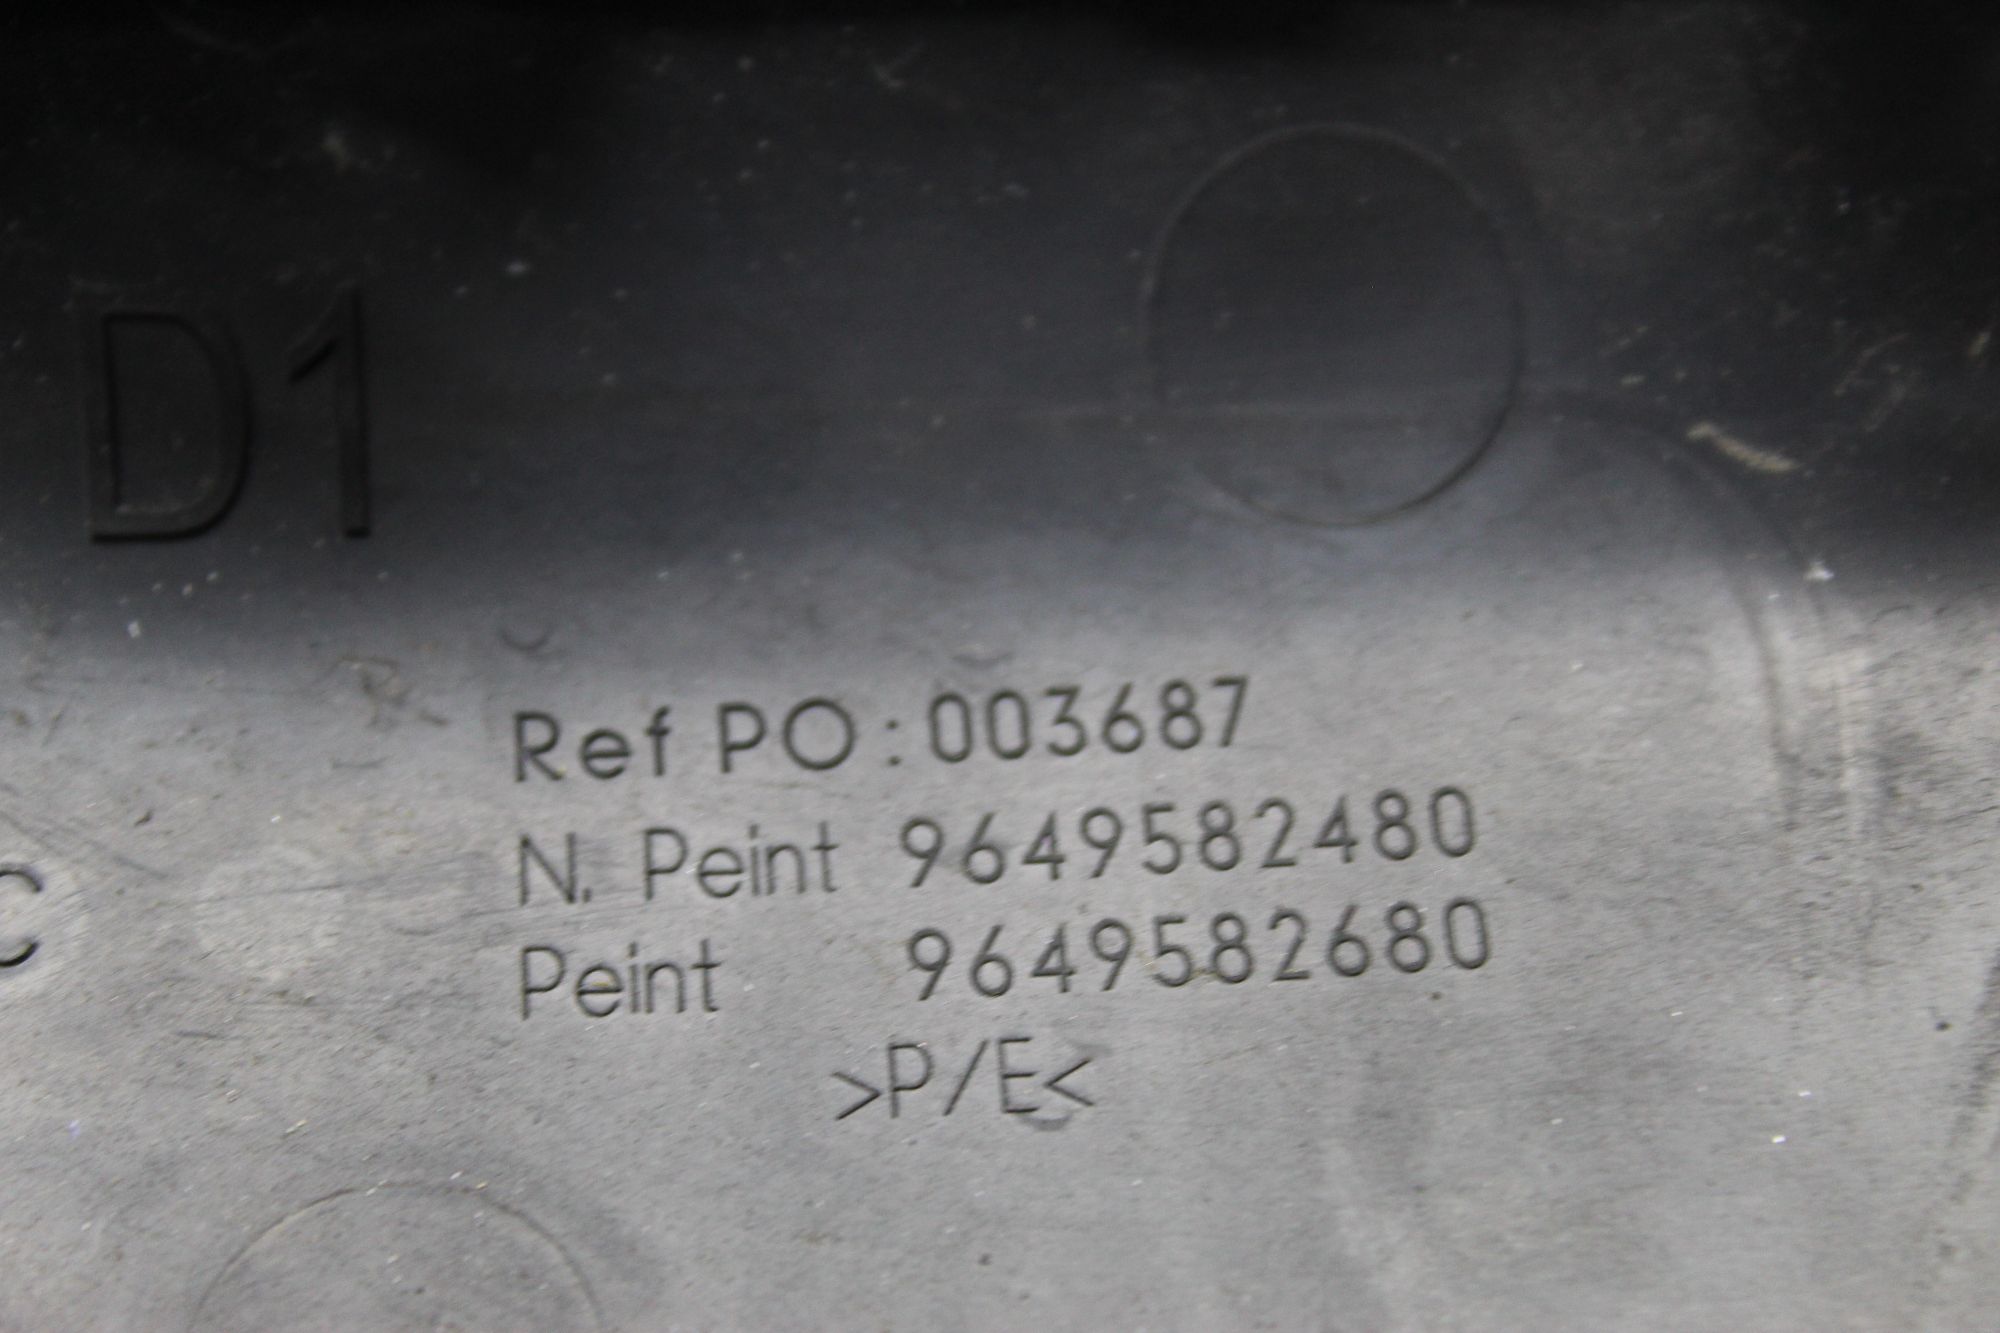 D1
Ref PO : 003687
N. Peint 9649582480
Peint 9649582680
>P/E<
C